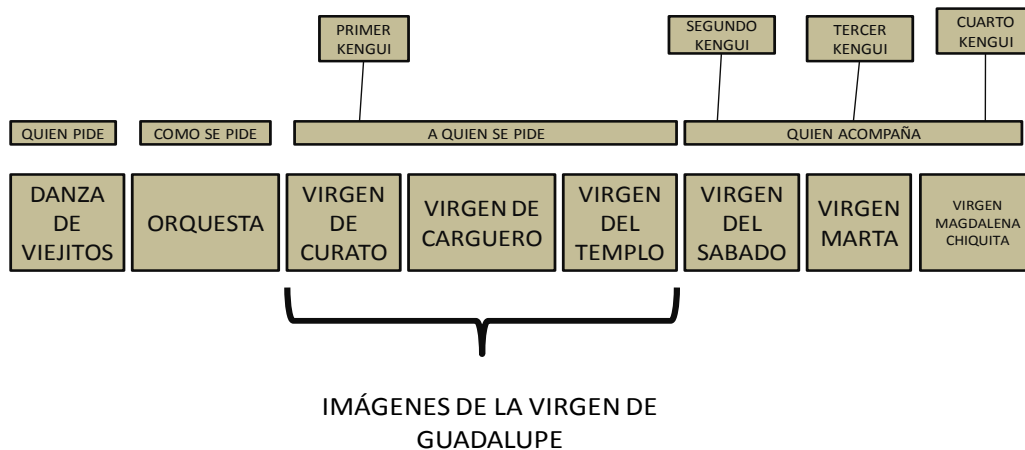 PRIMER
KENGUI
SEGUNDO
KENGUI
TERCER
KENGUI
CUARTO
KENGUI
QUIEN PIDE
COMO SE PIDE
A QUIEN SE PIDE
QUIEN ACOMPAÑA
DANZA
DE
VIEJITOS
ORQUESTA
VIRGEN
DE
CURATO
VIRGEN DE
CARGUERO
VIRGEN
DEL
TEMPLO
VIRGEN
DEL
SABADO
VIRGEN
MARTA
VIRGEN
MAGDALENA
CHIQUITA
IMÁGENES DE LA VIRGEN DE
GUADALUPE